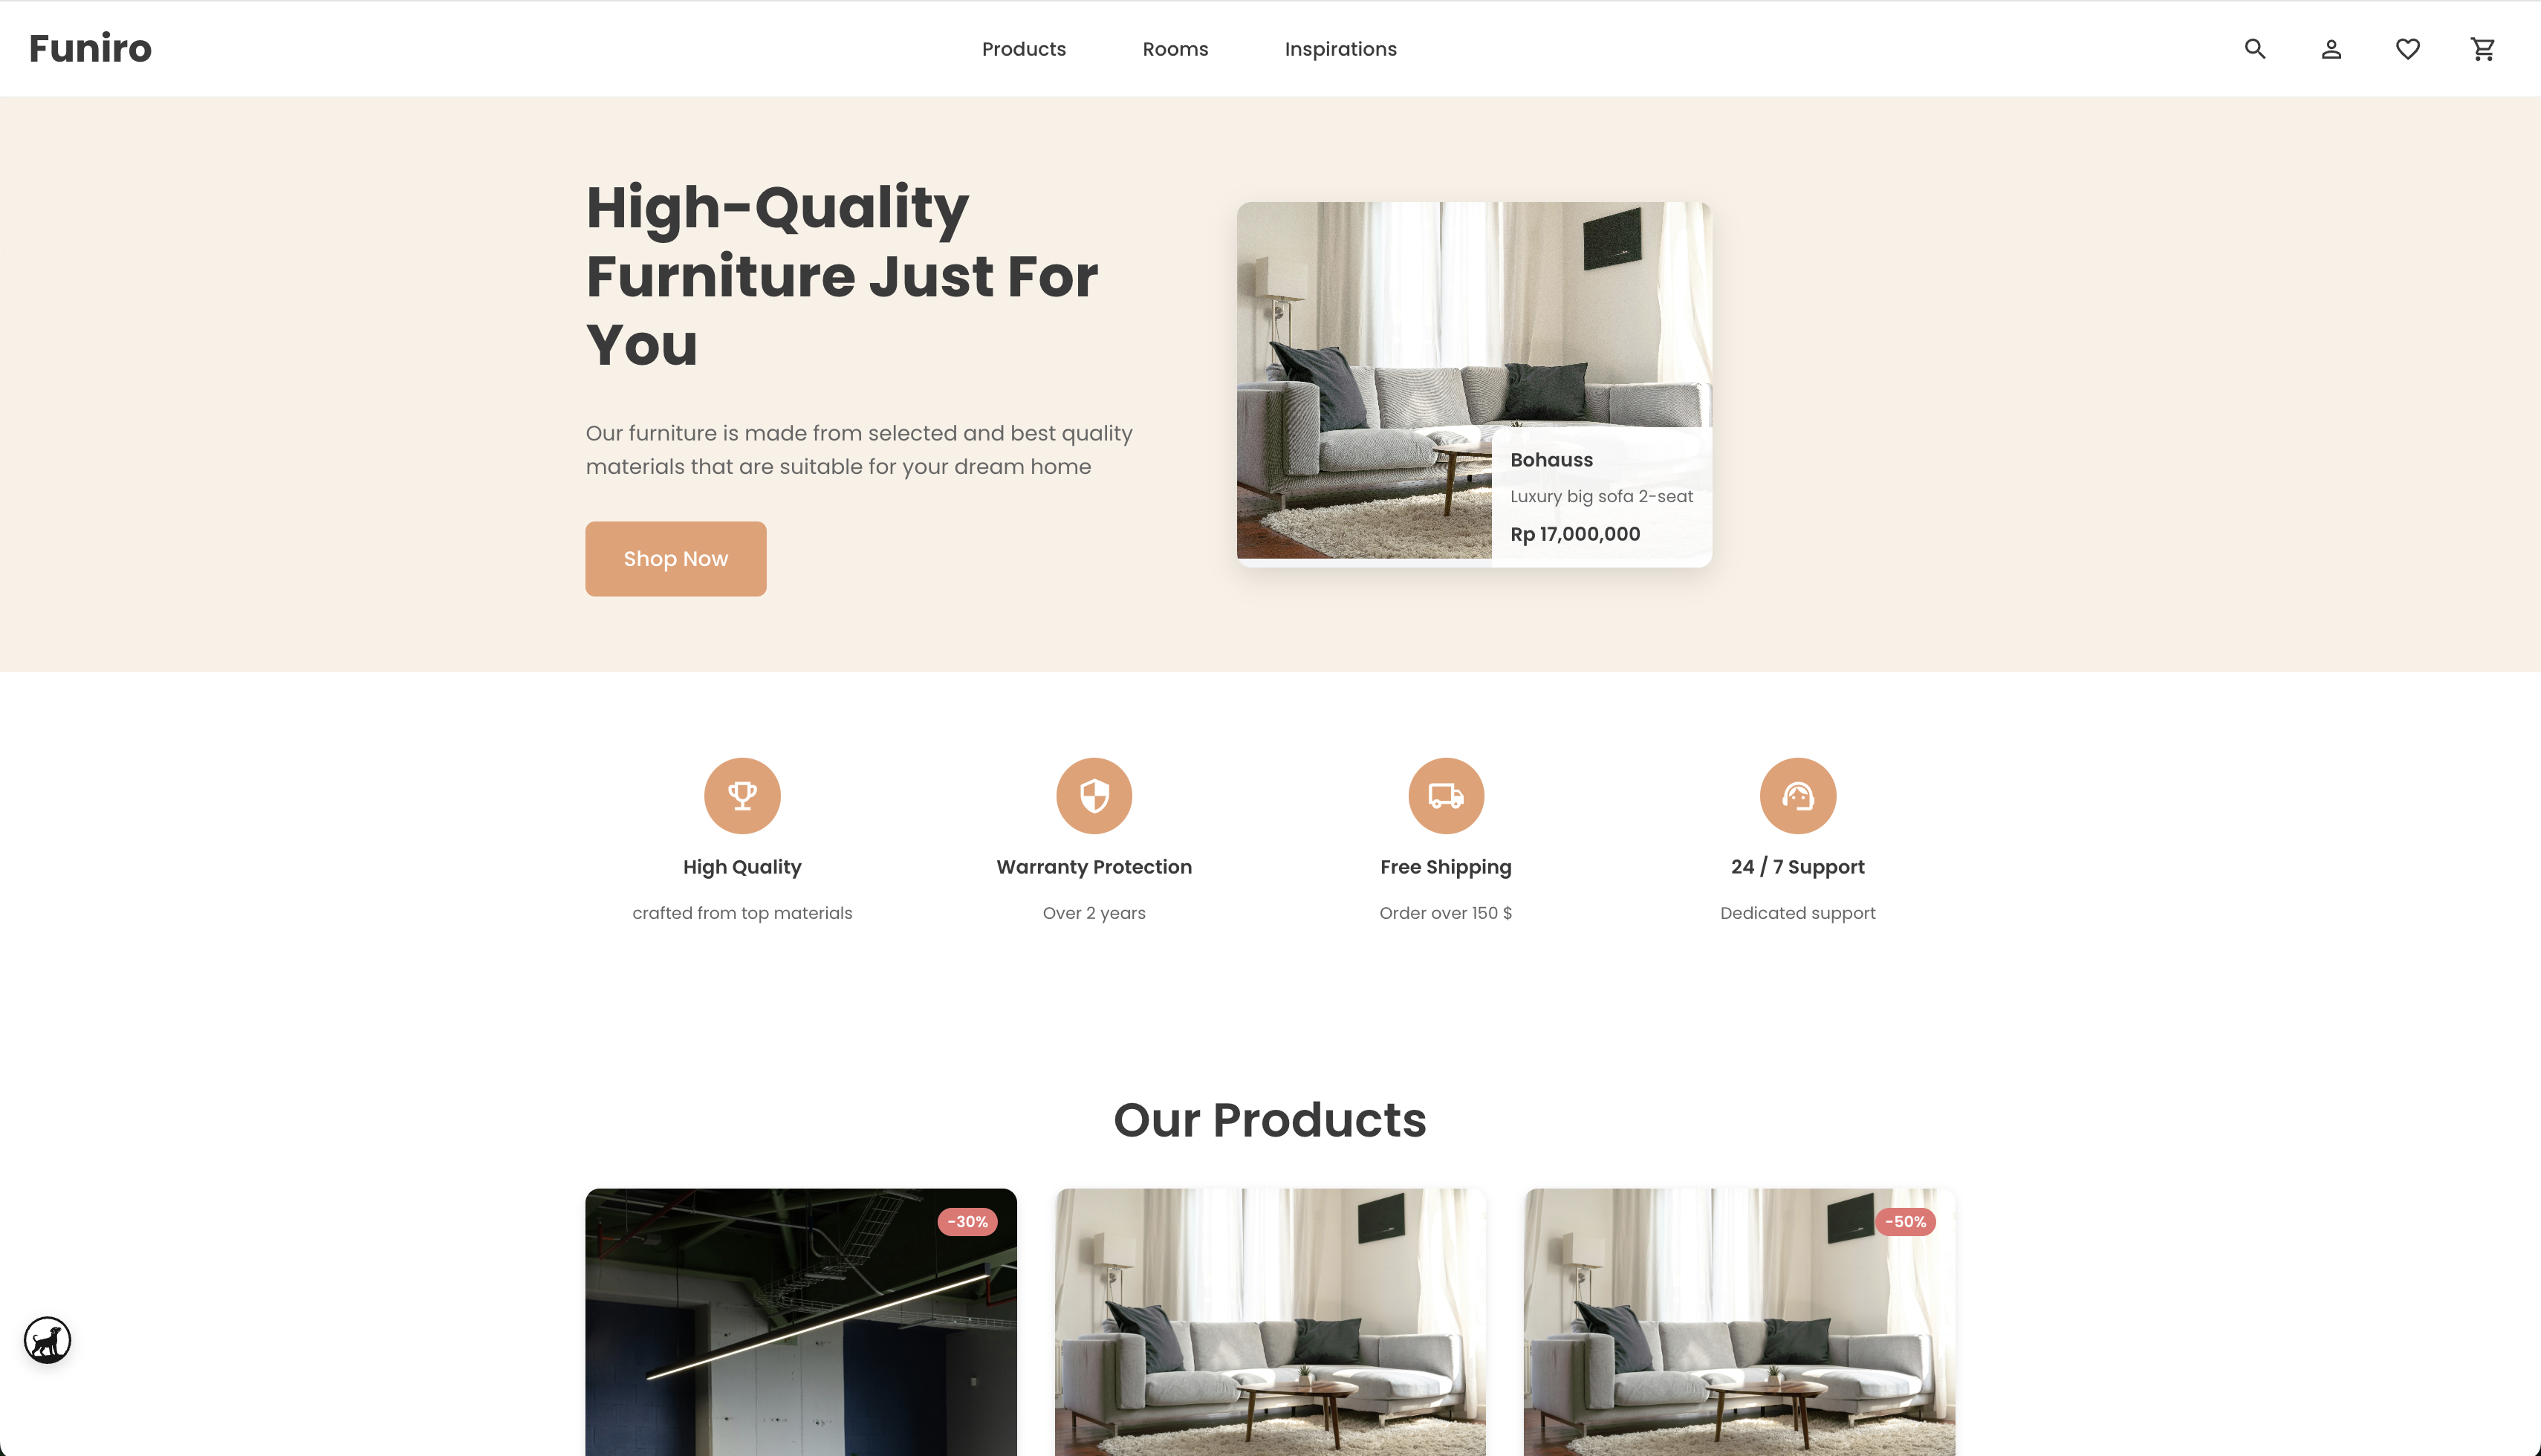 Funiro
Products
Rooms
Inspirations
High-Quality
Furniture Just For
You
Our furniture is made from selected and best quality
materials that are suitable for your dream home
Shop Now
Bohauss
Luxury big sofa 2-seat
Rp 17,000,000
High Quality
crafted from top materials
Warranty Protection
Over 2 years
Free Shipping
Order over 150 $
24 / 7 Support
Dedicated support
Our Products
-30%
-50%